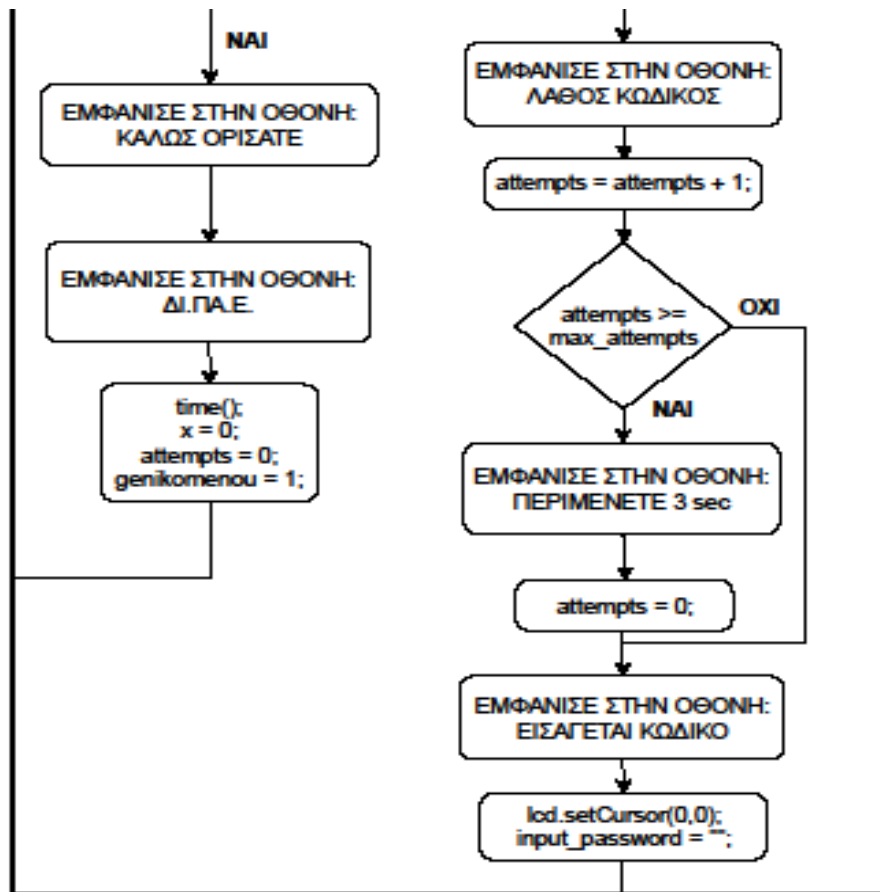 ΝΑΙ
ΕΜΦΑΝΙΣΕ ΣΤΗΝ ΟΘΟΝΗ:
ΚΑΛΩΣ ΟΡΙΣΑΤΕ
ΕΜΦΑΝΙΣΕ ΣΤΗΝ ΟΘΟΝΗ:
ΔΙ.ΠΑ.Ε.
time();
x = 0;
attempts = 0;
genikomenou = 1;
ΕΜΦΑΝΙΣΕ ΣΤΗΝ ΟΘΟΝΗ:
ΛΑΘΟΣ ΚΩΔΙΚΟΣ
attempts = attempts + 1;
attempts >=
max_attempts
ΟΧΙ
ΝΑΙ
ΕΜΦΑΝΙΣΕ ΣΤΗΝ ΟΘΟΝΗ:
ΠΕΡΙΜΕΝΕΤΕ 3 sec
attempts = 0;
ΕΜΦΑΝΙΣΕ ΣΤΗΝ ΟΘΟΝΗ:
ΕΙΣΑΓΕΤΑΙ ΚΩΔΙΚΟ
lcd.setCursor(0,0);
input_password = "";